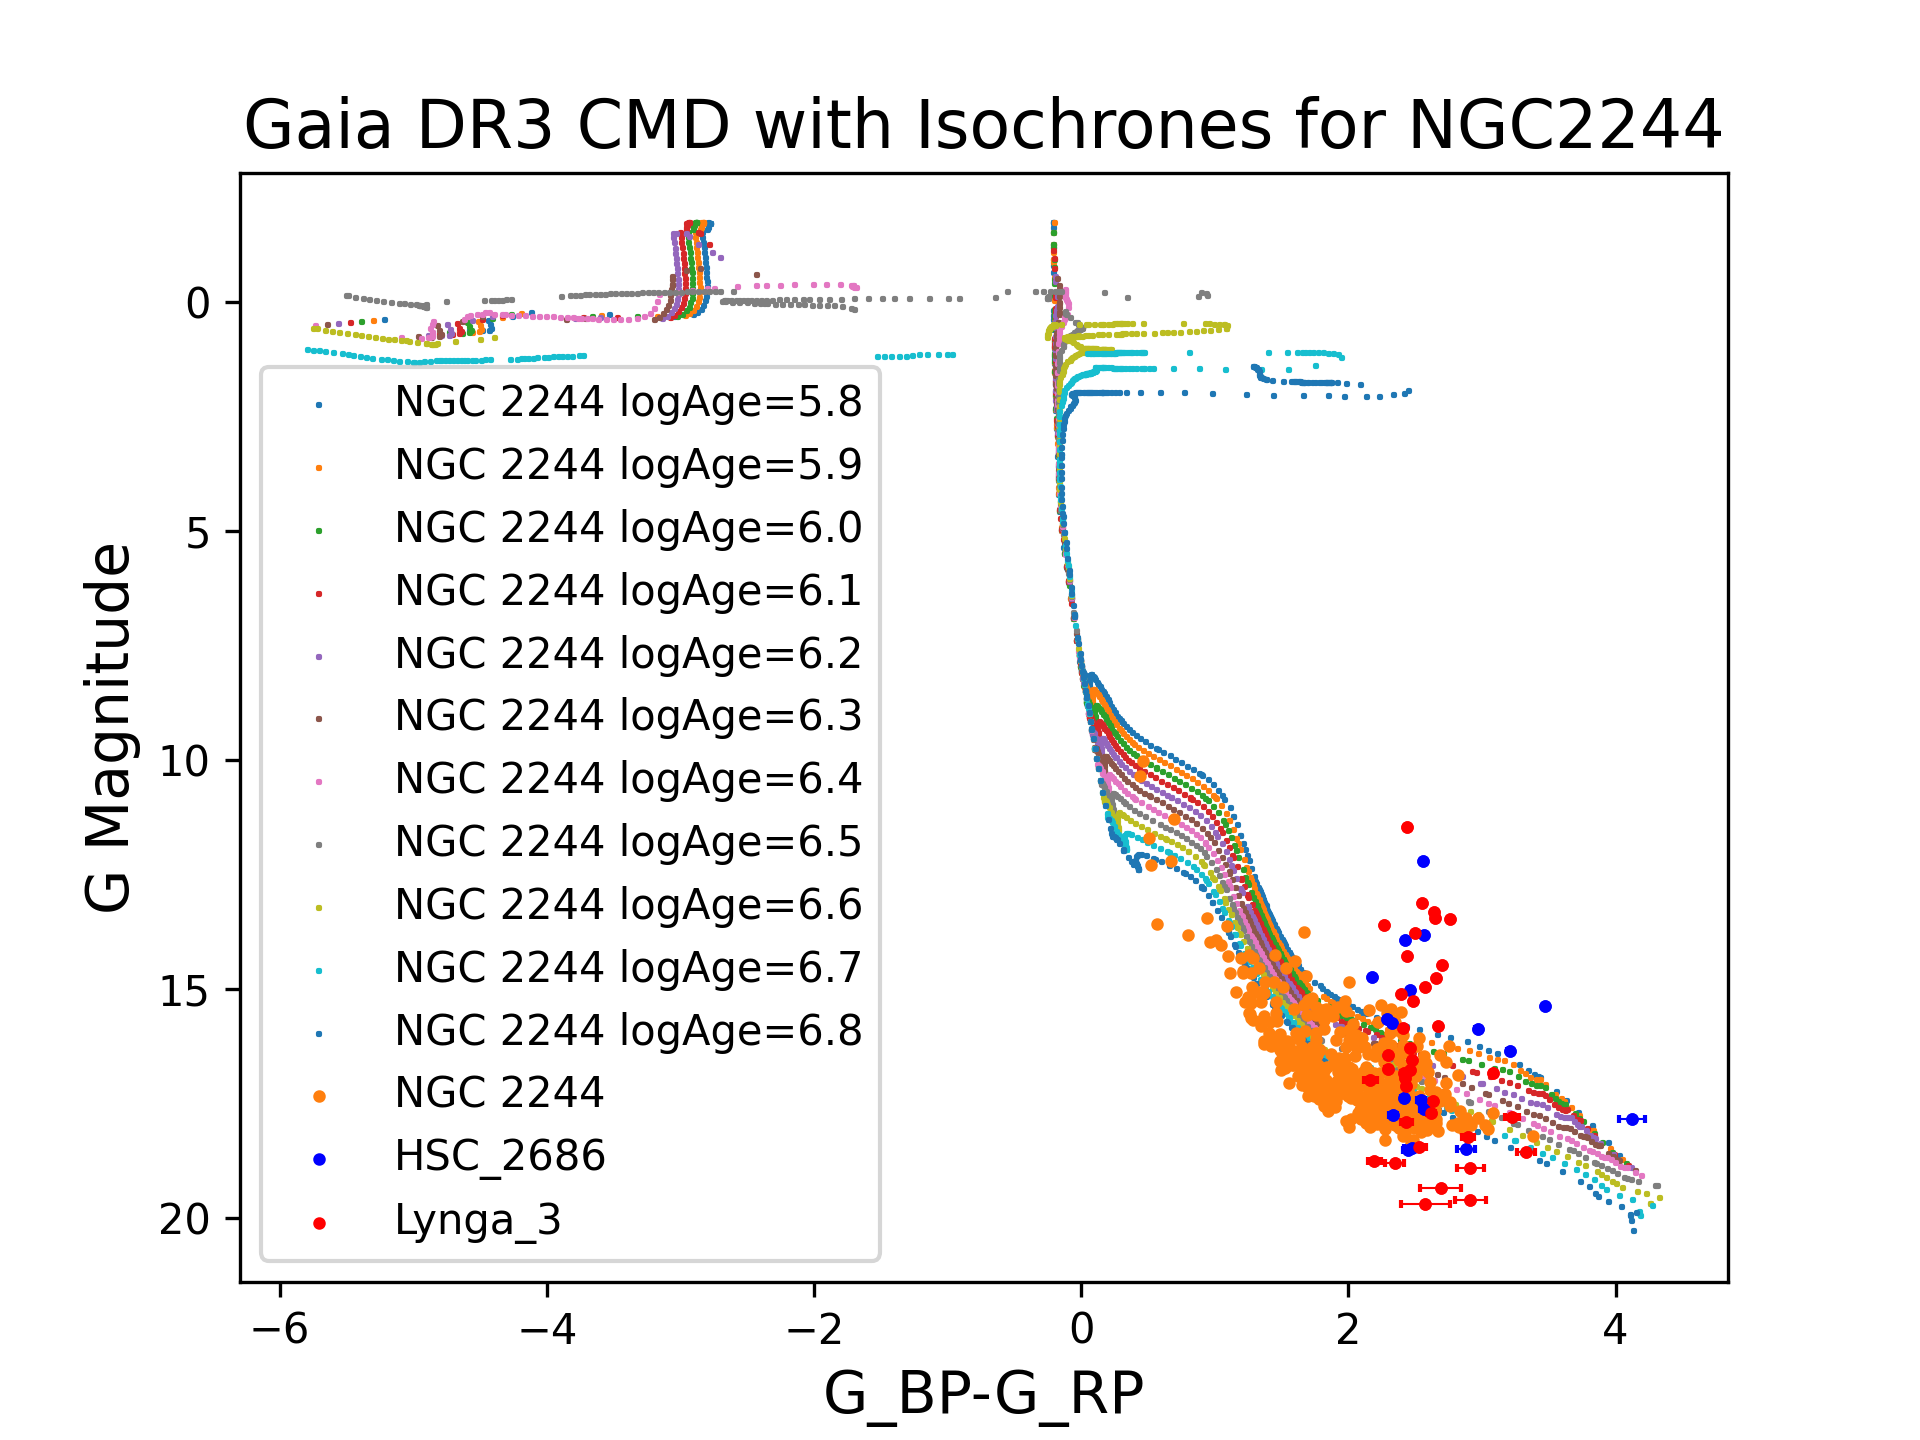 Gaia DR3 CMD with Isochrones for NGC2244
G Magnitude
0
5
10
15
20
NGC 2244 logAge=5.8
NGC 2244 logAge=5.9
NGC 2244 logAge=6.0
NGC 2244 logAge=6.1
NGC 2244 logAge=6.2
NGC 2244 logAge=6.3
NGC 2244 logAge=6.4
NGC 2244 logAge=6.5
NGC 2244 logAge=6.6
NGC 2244 logAge=6.7
NGC 2244 logAge=6.8
NGC 2244
HSC_2686
Lynga_3
−6 −4 −2 0 2 4
G_BP-G_RP